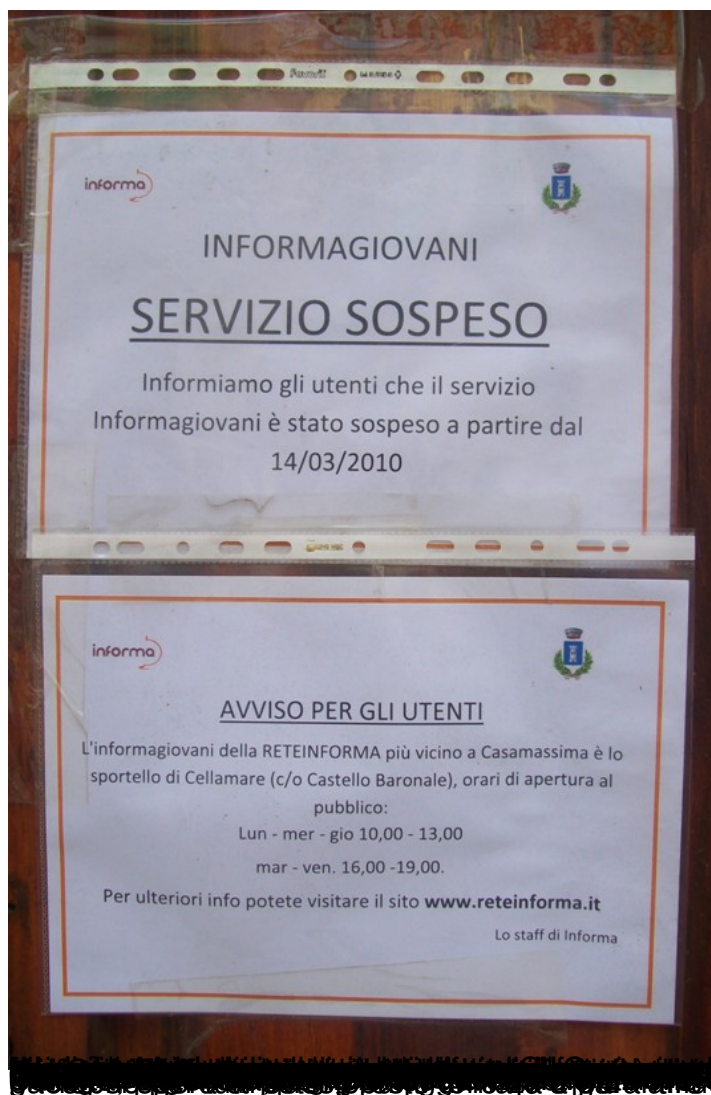 Favorit
informa
INFORMAGIOVANI
SERVIZIO SOSPESO
Informiamo gli utenti che il servizio
Informagiovani è stato sospeso a partire dal
14/03/2010
informa
AVVISO PER GLI UTENTI
L'informagiovani della RETEINFORMA più vicino a Casamassima è lo
sportello di Cellamare (c/o Castello Baronale), orari di apertura al
pubblico:
Lun - mer - gio 10,00 - 13,00
mar - ven. 16,00 -19,00.
Per ulteriori info potete visitare il sito www.reteinforma.it
Lo staff di Informa